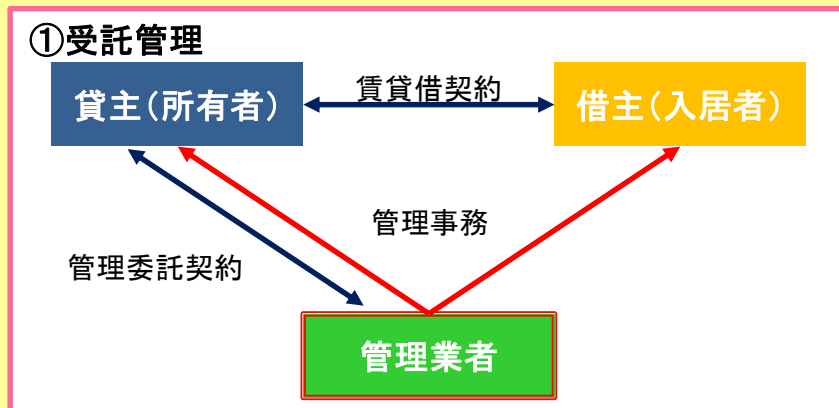 ①受託管理
貸主(所有者)
賃貸借契約
借主(入居者)
管理事務
管理委託契約
管理業者